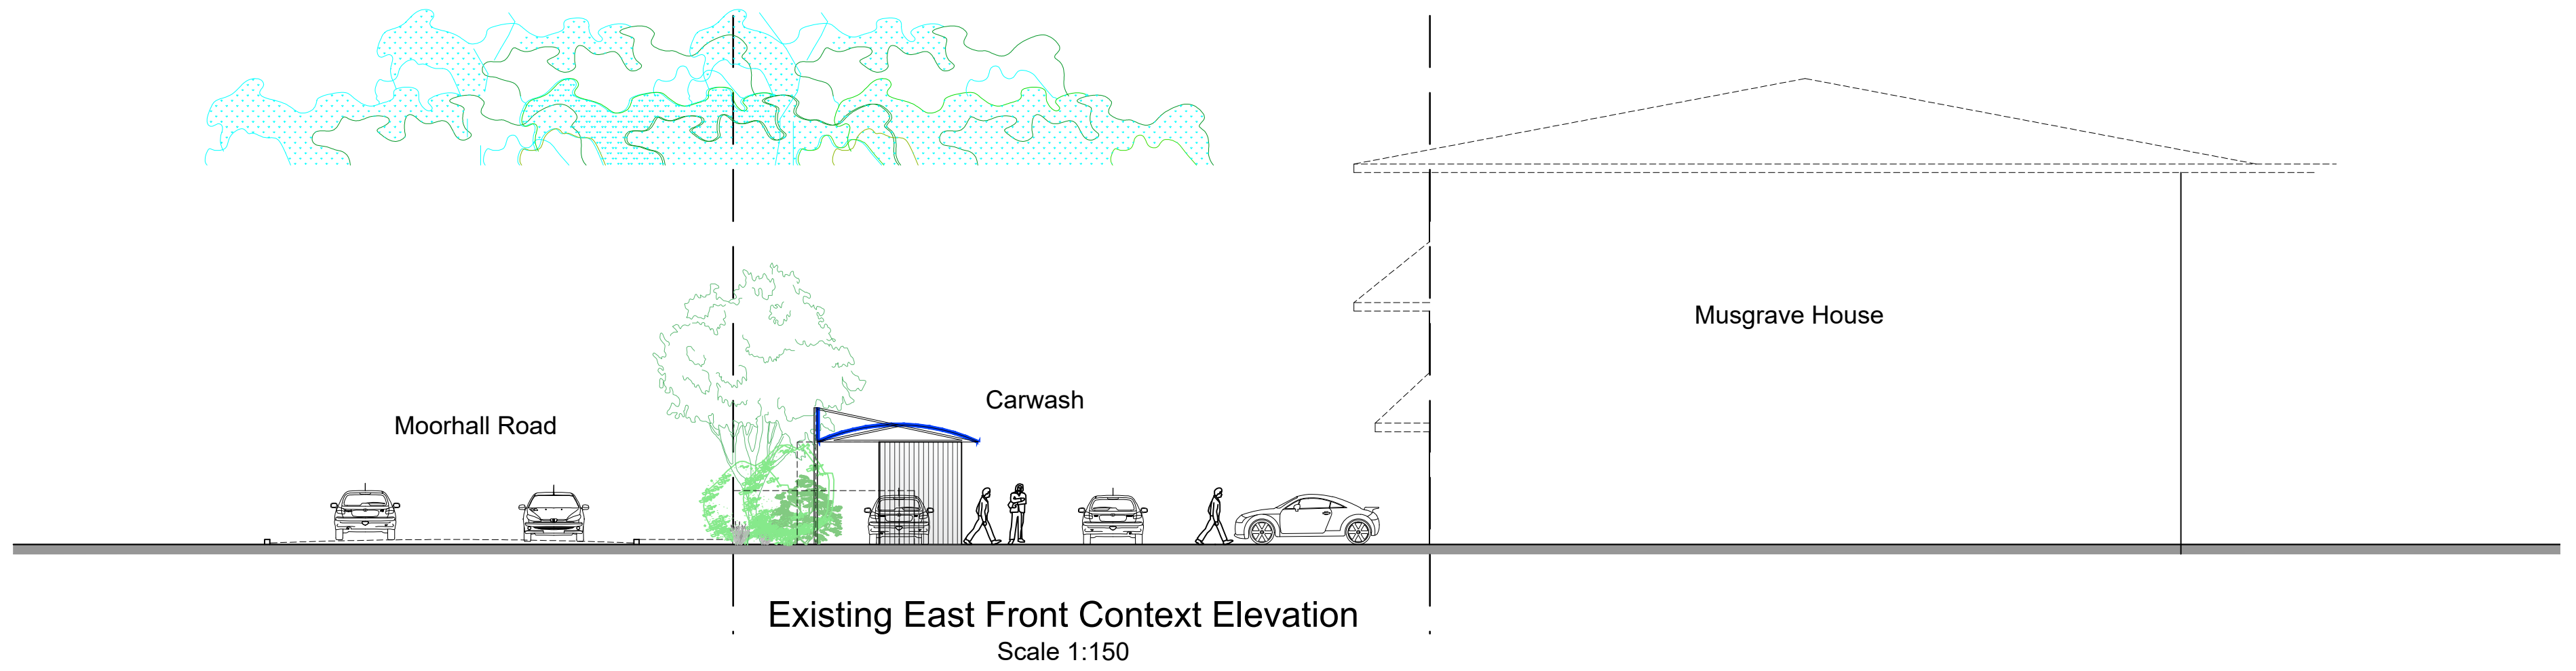 Musgrave House
Carwash
Moorhall Road
Existing East Front Context Elevation
Scale 1:150